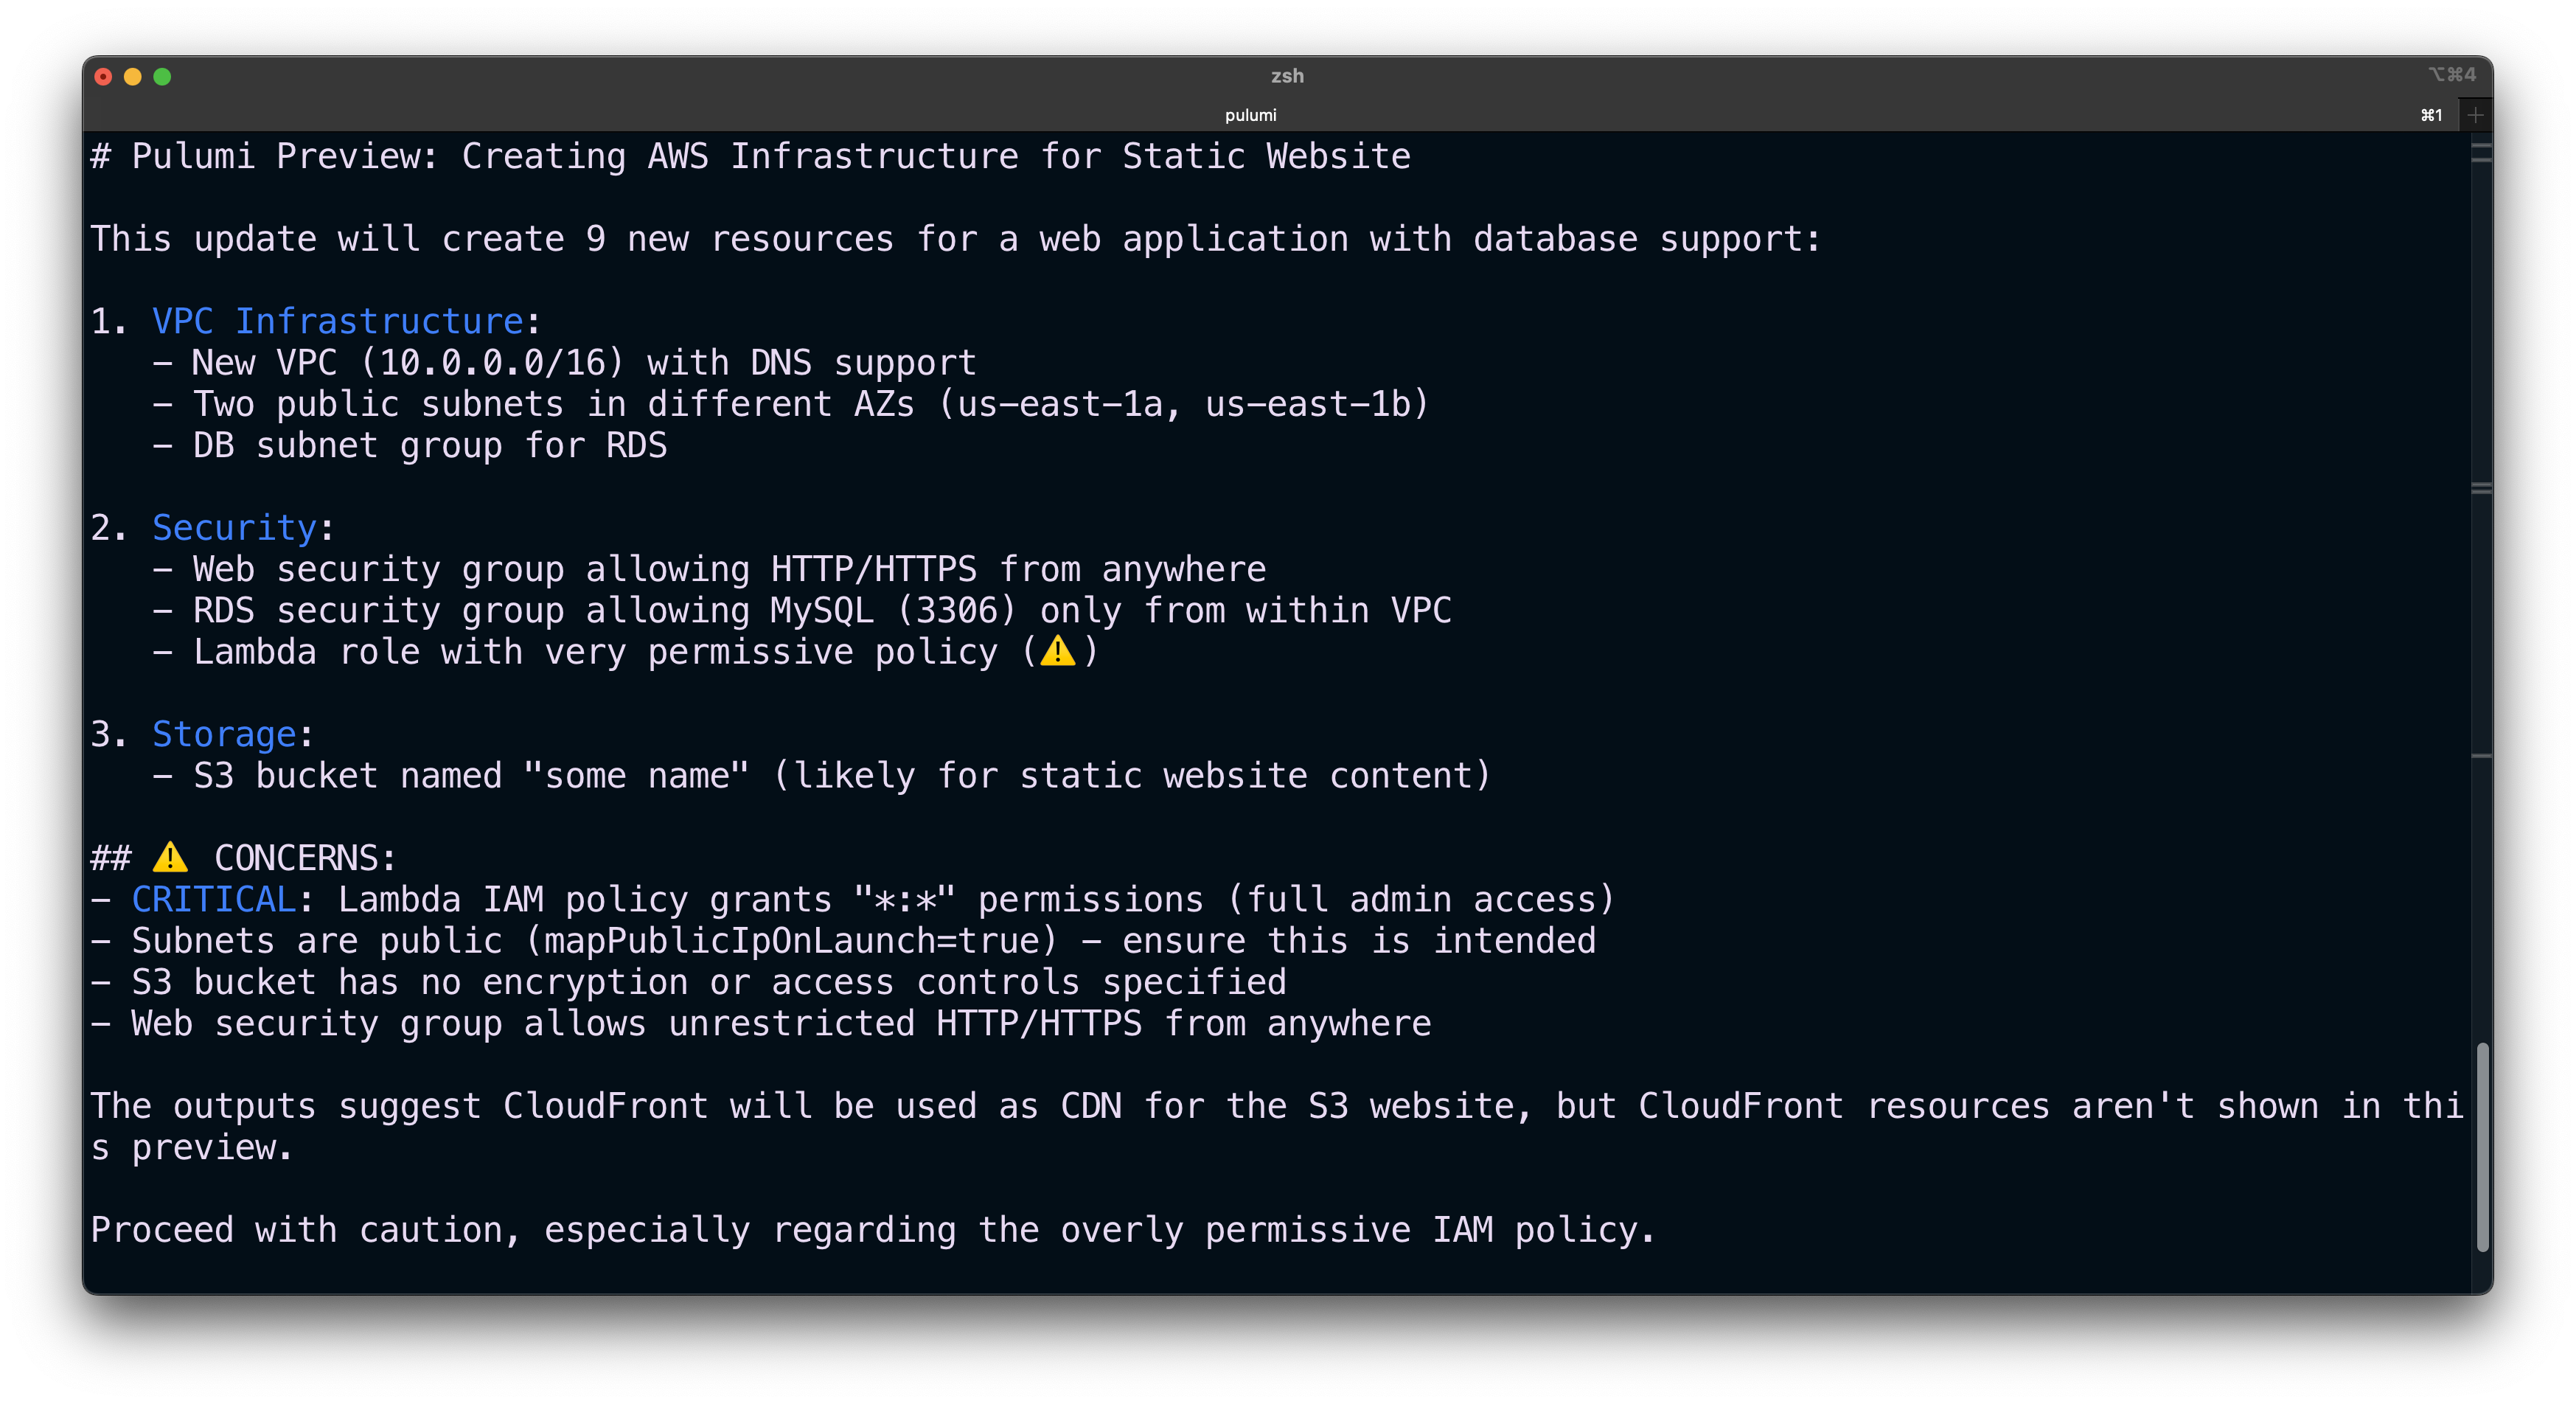 zsh
⌥⌘4
pulumi
⌘1
# Pulumi Preview: Creating AWS Infrastructure for Static Website
This update will create 9 new resources for a web application with database support:
1. VPC Infrastructure:
- New VPC (10.0.0.0/16) with DNS support
- Two public subnets in different AZs (us-east-1a, us-east-1b)
- DB subnet group for RDS
2. Security:
- Web security group allowing HTTP/HTTPS from anywhere
- RDS security group allowing MySQL (3306) only from within VPC
- Lambda role with very permissive policy (⚠️)
3. Storage:
- S3 bucket named "some name" (likely for static website content)
## ⚠️ CONCERNS:
- CRITICAL: Lambda IAM policy grants "*:*" permissions (full admin access)
- Subnets are public (mapPublicIpOnLaunch=true) - ensure this is intended
- S3 bucket has no encryption or access controls specified
- Web security group allows unrestricted HTTP/HTTPS from anywhere
The outputs suggest CloudFront will be used as CDN for the S3 website, but CloudFront resources aren't shown in thi
s preview.
Proceed with caution, especially regarding the overly permissive IAM policy.